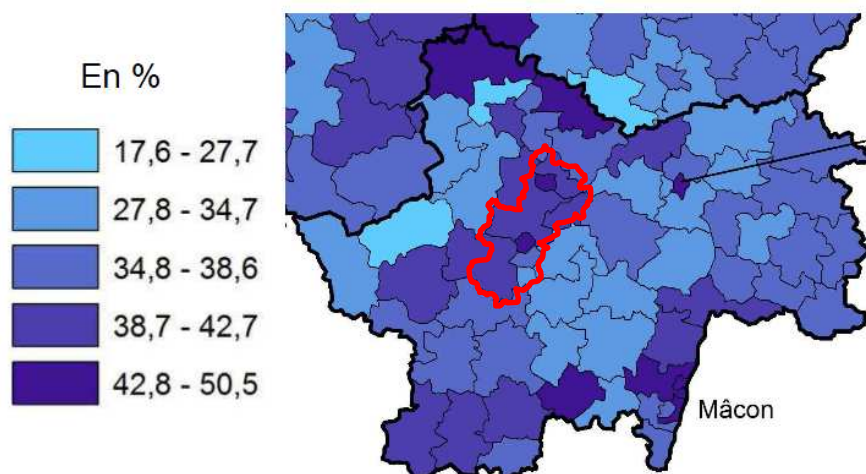 En %
17,6 - 27,7
27,8 - 34,7
34,8 - 38,6
38,7 - 42,7
42,8 - 50,5
Mâcon